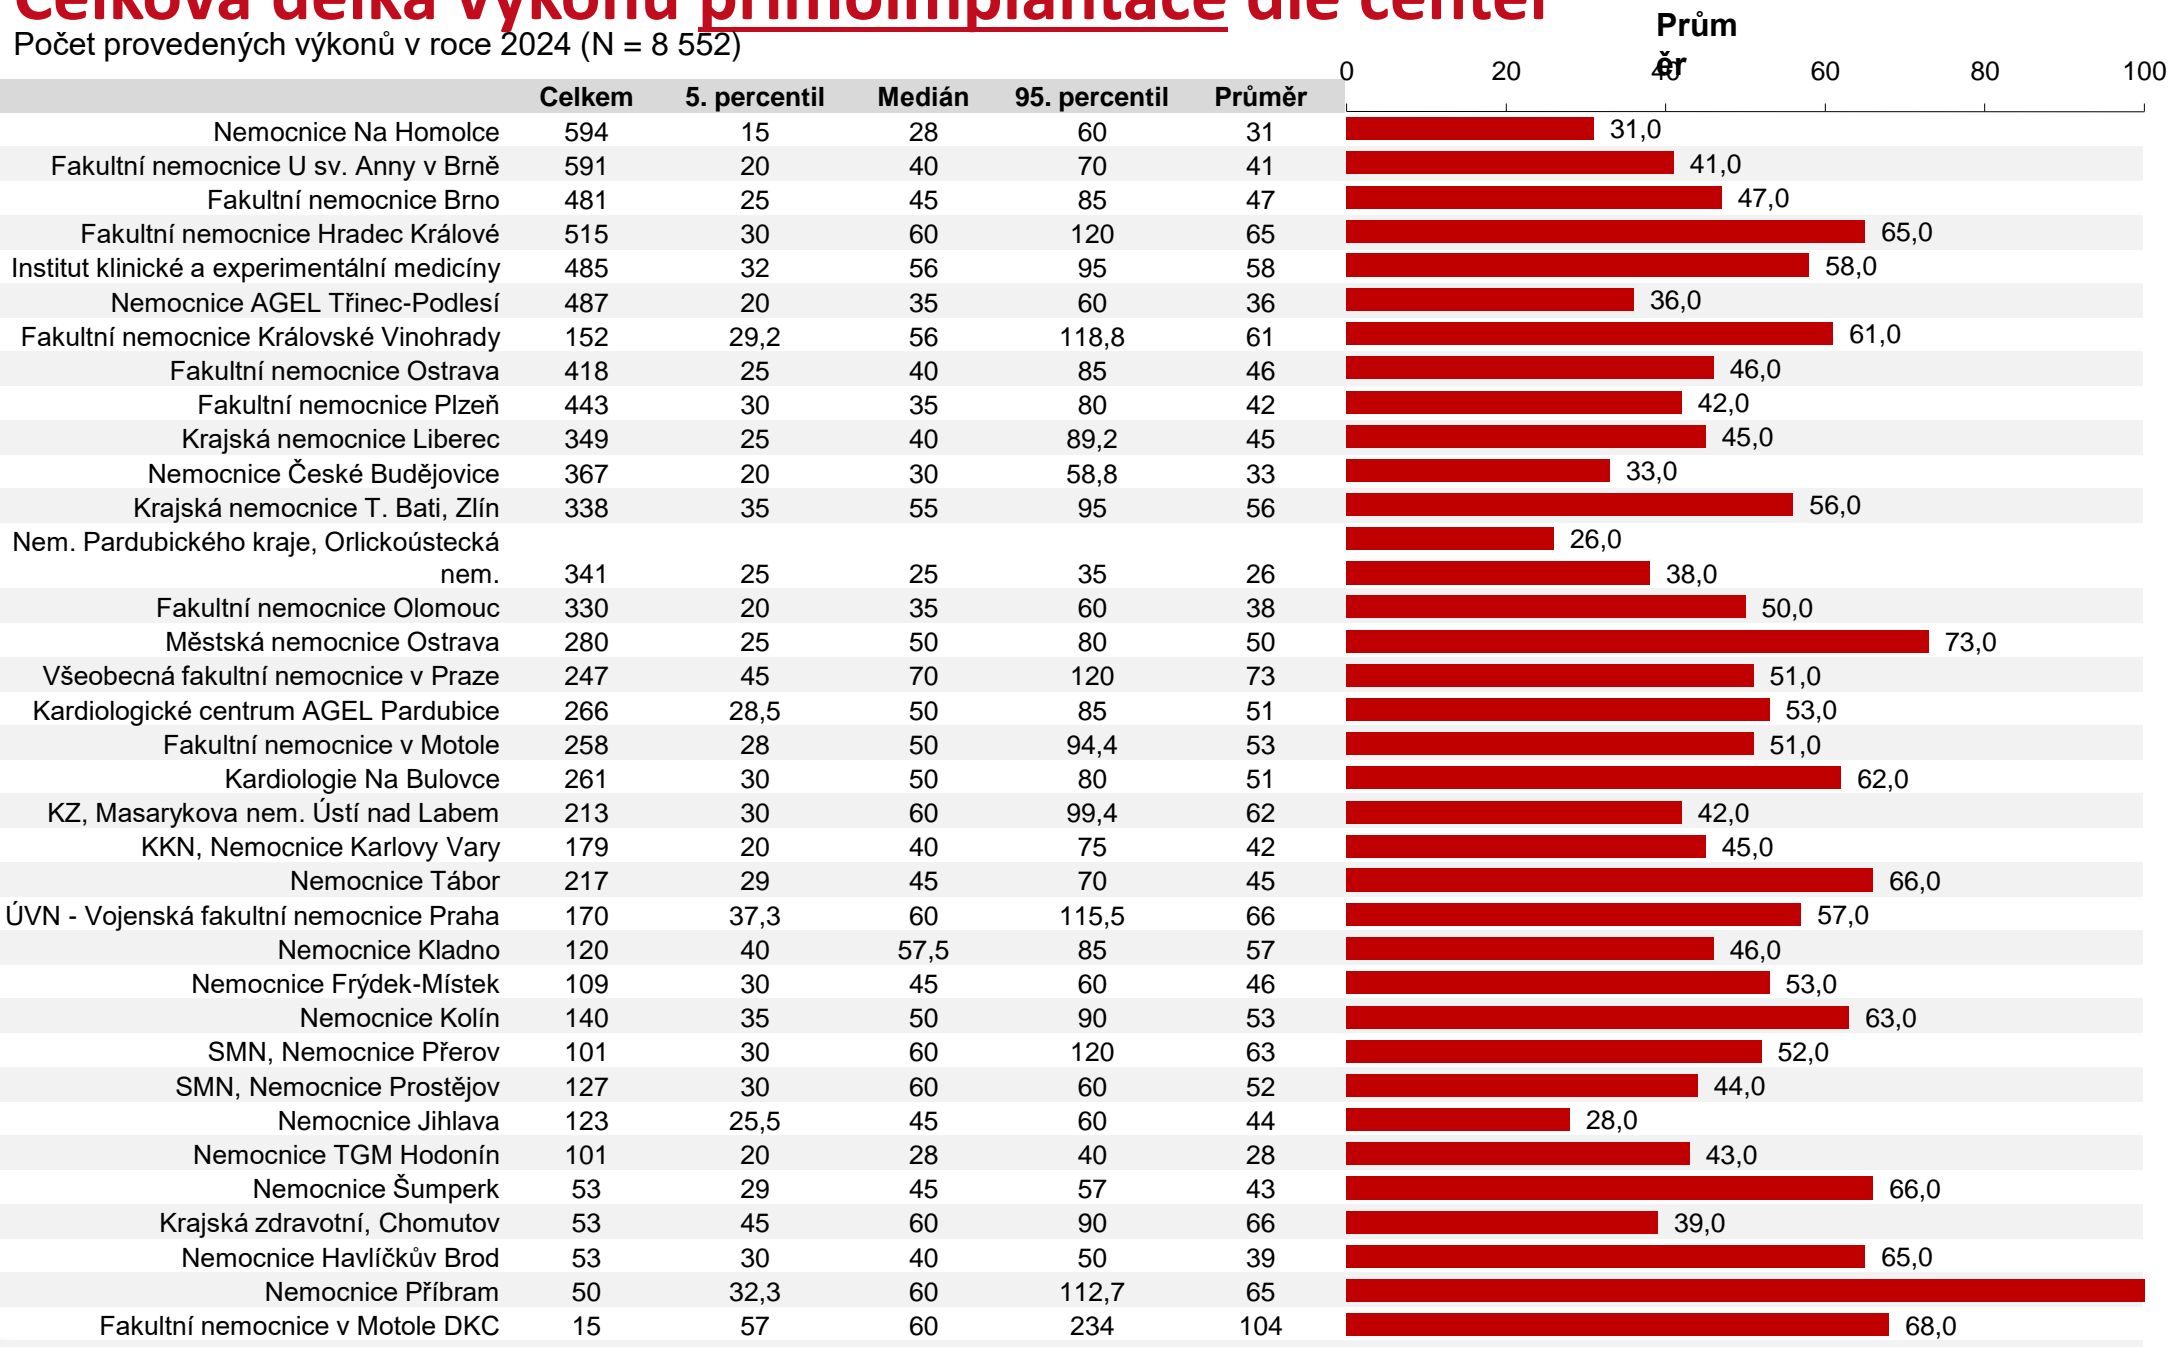 Celková délka výkonu primoimplantace dle center
Počet provedených výkonů v roce 2024 (N = 8 552)
Prům
ěr
0 20 40 60 80 100
Celkem 5. percentil Medián 95. percentil Průměr
Nemocnice Na Homolce 594 15 28 60 31 31,0
Fakultní nemocnice U sv. Anny v Brně 591 20 40 70 41 41,0
Fakultní nemocnice Brno 481 25 45 85 47 47,0
Fakultní nemocnice Hradec Králové 515 30 60 120 65 65,0
Institut klinické a experimentální medicíny 485 32 56 95 58 58,0
Nemocnice AGEL Třinec-Podlesí 487 20 35 60 36 36,0
Fakultní nemocnice Královské Vinohrady 152 29,2 56 118,8 61 61,0
Fakultní nemocnice Ostrava 418 25 40 85 46 46,0
Fakultní nemocnice Plzeň 443 30 35 80 42 42,0
Krajská nemocnice Liberec 349 25 40 89,2 45 45,0
Nemocnice České Budějovice 367 20 30 58,8 33 33,0
Krajská nemocnice T. Bati, Zlín 338 35 55 95 56 56,0
Nem. Pardubického kraje, Orlickoústecká 26,0
nem. 341 25 25 35 26 38,0
Fakultní nemocnice Olomouc 330 20 35 60 38 50,0
Městská nemocnice Ostrava 280 25 50 80 50 73,0
Všeobecná fakultní nemocnice v Praze 247 45 70 120 73 51,0
Kardiologické centrum AGEL Pardubice 266 28,5 50 85 51 53,0
Fakultní nemocnice v Motole 258 28 50 94,4 53 51,0
Kardiologie Na Bulovce 261 30 50 80 51 62,0
KZ, Masarykova nem. Ústí nad Labem 213 30 60 99,4 62 42,0
KKN, Nemocnice Karlovy Vary 179 20 40 75 42 45,0
Nemocnice Tábor 217 29 45 70 45 66,0
ÚVN - Vojenská fakultní nemocnice Praha 170 37,3 60 115,5 66 57,0
Nemocnice Kladno 120 40 57,5 85 57 46,0
Nemocnice Frýdek-Místek 109 30 45 60 46 53,0
Nemocnice Kolín 140 35 50 90 53 63,0
SMN, Nemocnice Přerov 101 30 60 120 63 52,0
SMN, Nemocnice Prostějov 127 30 60 60 52 44,0
Nemocnice Jihlava 123 25,5 45 60 44 28,0
Nemocnice TGM Hodonín 101 20 28 40 28 43,0
Nemocnice Šumperk 53 29 45 57 43 66,0
Krajská zdravotní, Chomutov 53 45 60 90 66 39,0
Nemocnice Havlíčkův Brod 53 30 40 50 39 65,0
Nemocnice Příbram 50 32,3 60 112,7 65
Fakultní nemocnice v Motole DKC 15 57 60 234 104 68,0